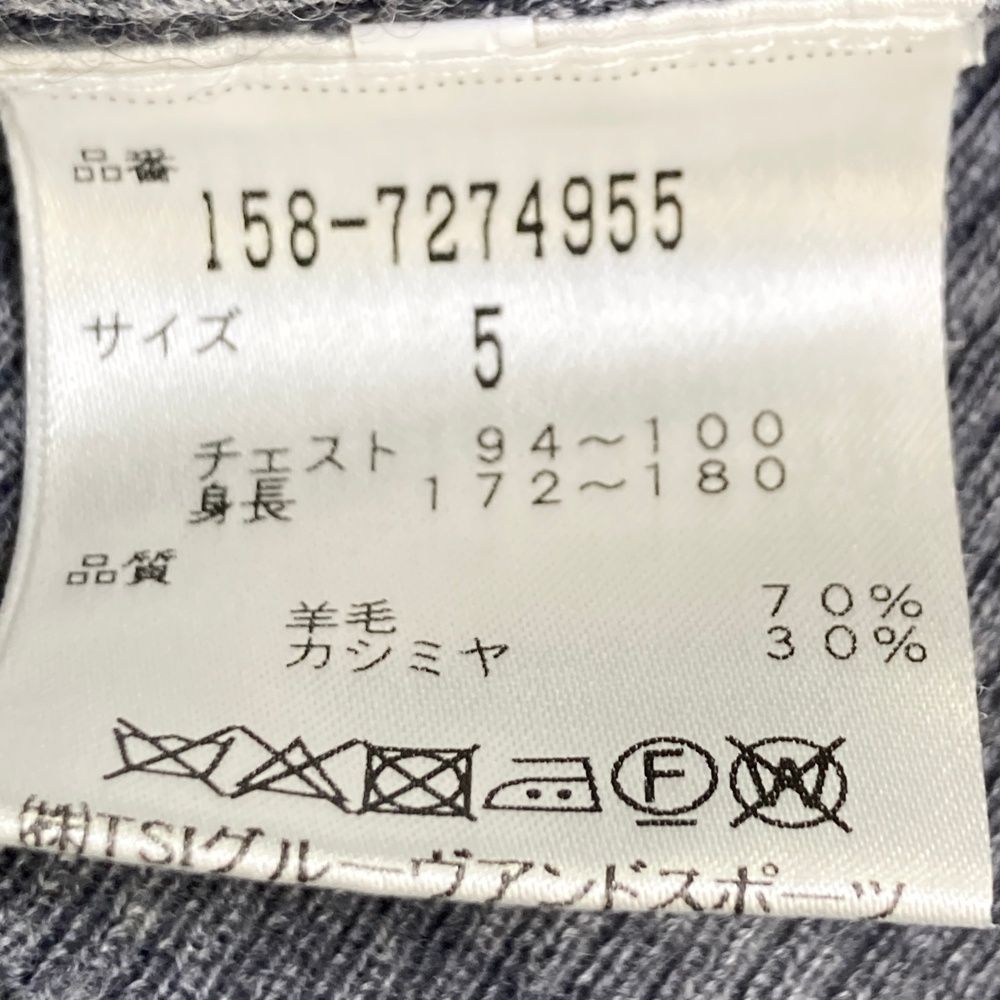 品番
158-7274955
サイズ 5
チェスト 94～100
身長 172～180
品質
羊毛 70%
カシミヤ 30%
F W
(株)TSIグルーヴアンドスポーツ